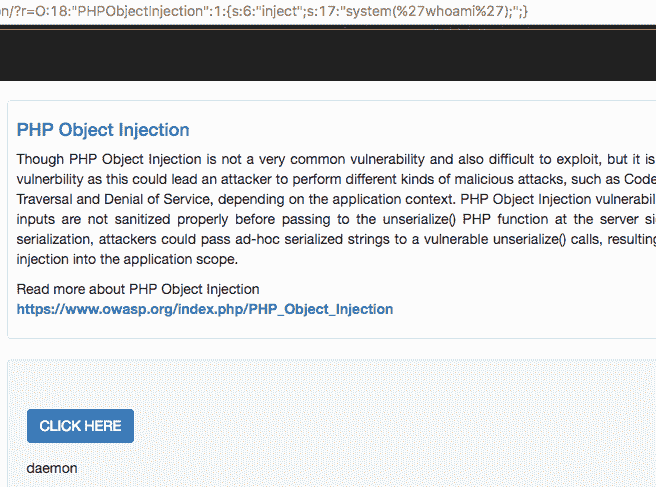 on/?r=O:18:"PHPObjectInjection":1:{s:6:"inject";s:17:"system(%27whoami%27);";}
PHP Object Injection
Though PHP Object Injection is not a very common vulnerability and also difficult to exploit, but it is
vulnerbility as this could lead an attacker to perform different kinds of malicious attacks, such as Code
Traversal and Denial of Service, depending on the application context. PHP Object Injection vulnerabili
inputs are not sanitized properly before passing to the unserialize() PHP function at the server si
serialization, attackers could pass ad-hoc serialized strings to a vulnerable unserialize() calls, resulting
injection into the application scope.
Read more about PHP Object Injection
https://www.owasp.org/index.php/PHP_Object_Injection
CLICK HERE
daemon